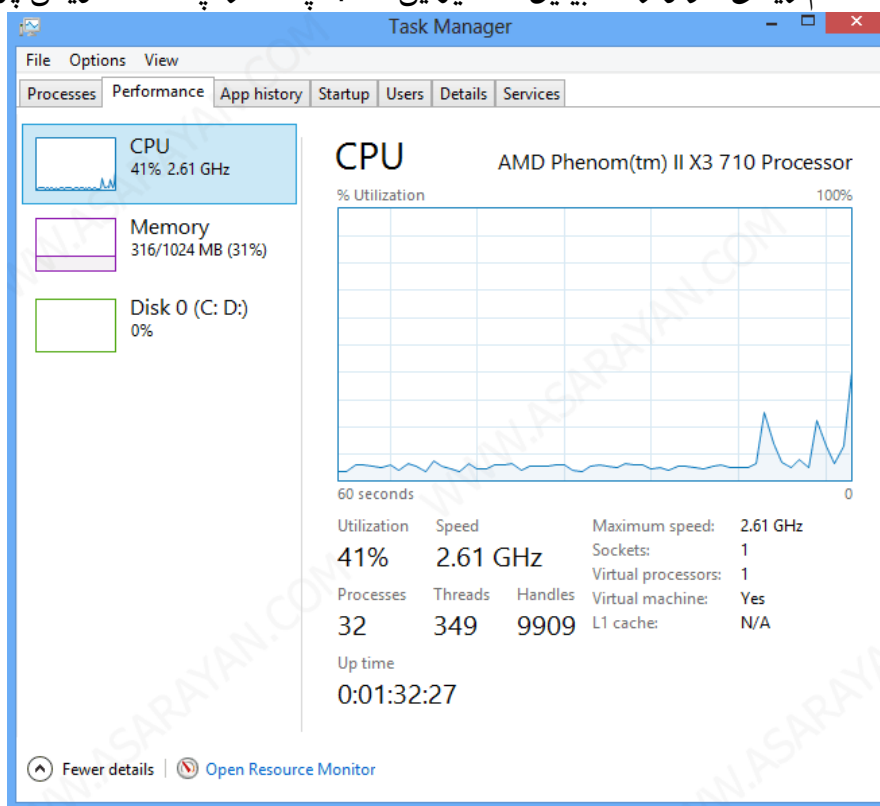 Task Manager
File Options View
Processes Performance App history Startup Users Details Services
CPU
41% 2.61 GHz
Memory
316/1024 MB (31%)
Disk 0 (C: D:)
0%
CPU AMD Phenom(tm) II X3 710 Processor
% Utilization 100%
60 seconds 0
Utilization Speed
41% 2.61 GHz
Processes Threads Handles
32 349 9909
Up time
0:01:32:27
Maximum speed: 2.61 GHz
Sockets: 1
Virtual processors: 1
Virtual machine: Yes
L1 cache: N/A
Fewer details Open Resource Monitor
WWW.ASARAYAN.COM